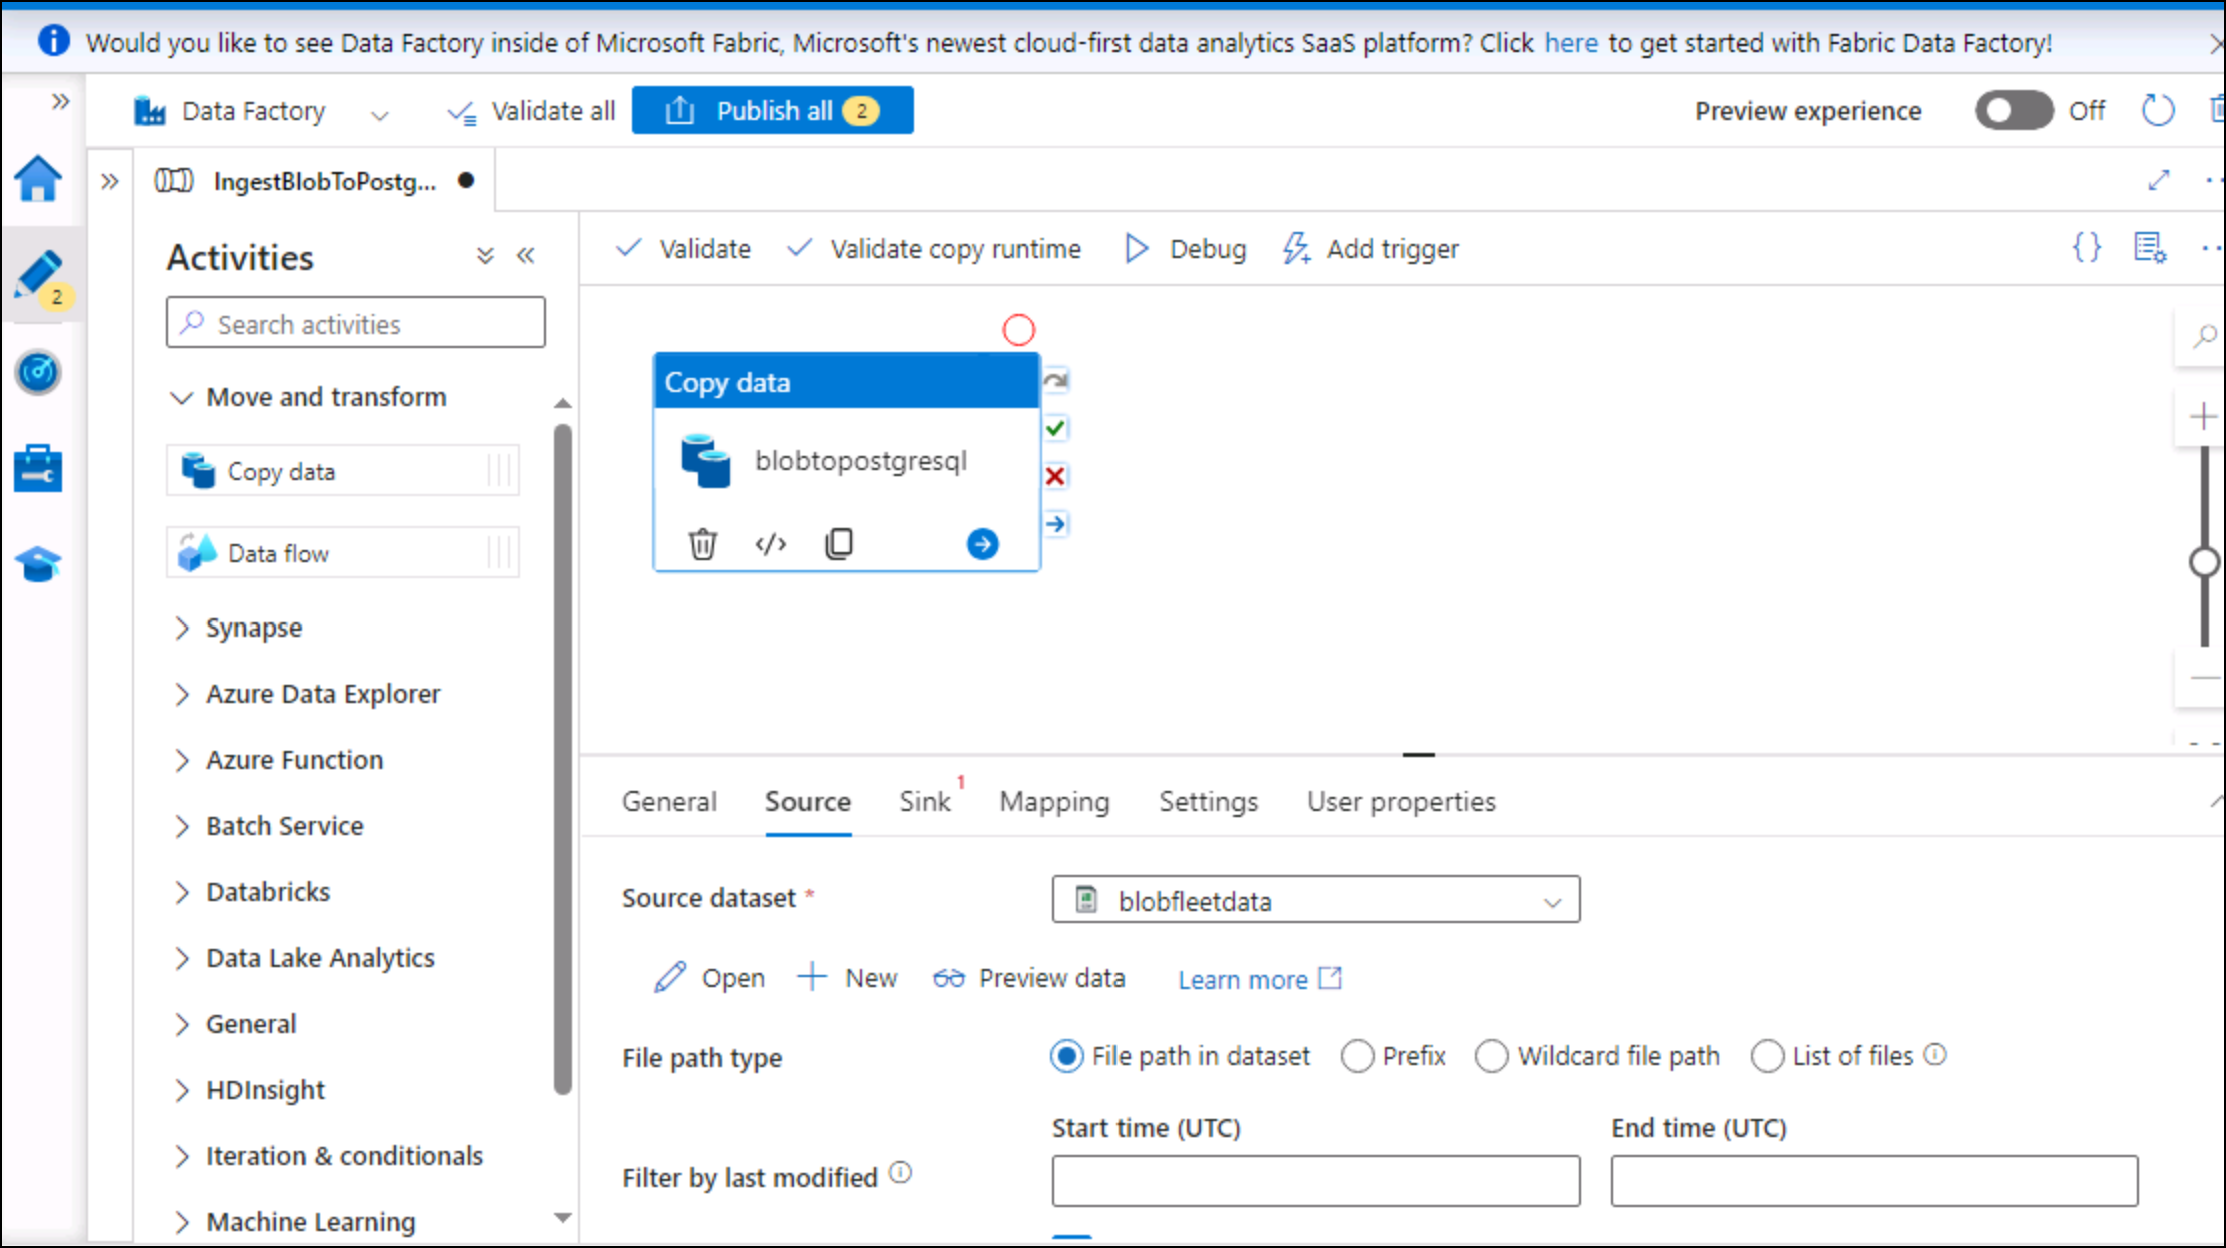 Would you like to see Data Factory inside of Microsoft Fabric, Microsoft's newest cloud-first data analytics SaaS platform? Click here to get started with Fabric Data Factory!
Data Factory
Validate all
Publish all 2
Preview experience
Off
IngestBlobToPostg...
2
Activities
Search activities
Move and transform
Copy data
Data flow
Synapse
Azure Data Explorer
Azure Function
Batch Service
Databricks
Data Lake Analytics
General
HDInsight
Iteration & conditionals
Machine Learning
Validate
Validate copy runtime
Debug
Add trigger
{}
Copy data
blobtopostgresql
</>
General
Source
Sink 1
Mapping
Settings
User properties
Source dataset *
blobfleetdata
Open
New
Preview data
Learn more
File path type
File path in dataset
Prefix
Wildcard file path
List of files
Start time (UTC)
End time (UTC)
Filter by last modified